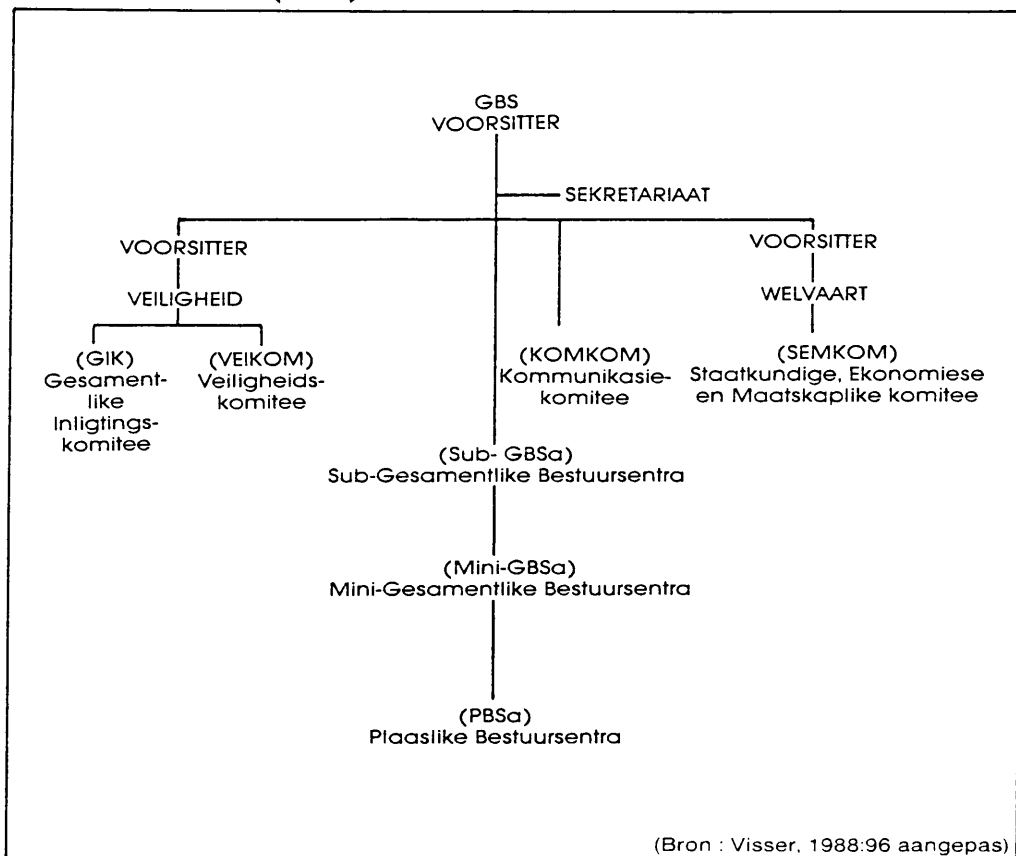 GBS
VOORSITTER
SEKRETARIAAT
VOORSITTER
VEILIGHEID
(GIK)
Gesament-
like
Inligtings-
komitee
(VEIKOM)
Veiligheids-
komitee
(KOMKOM)
Kommunikasie-
komitee
VOORSITTER
WELVAART
(SEMKOM)
Staatkundige, Ekonomiese
en Maatskaplike komitee
(Sub- GBSa)
Sub-Gesamentlike Bestuursentra
(Mini-GBSa)
Mini-Gesamentlike Bestuursentra
(PBSa)
Plaaslike Bestuursentra
(Bron : Visser, 1988:96 aangepas)